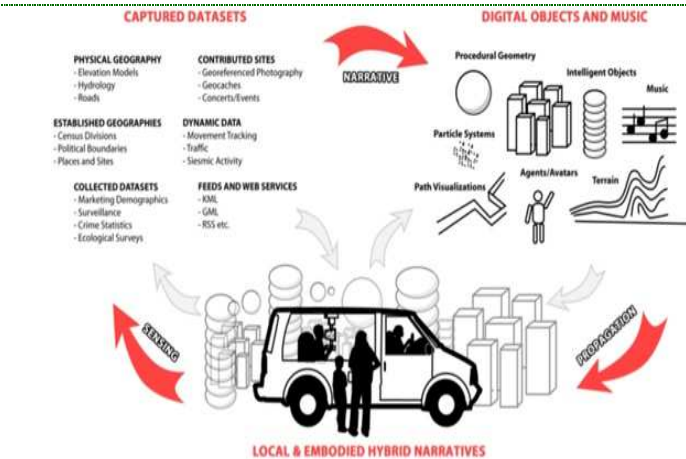 CAPTURED DATASETS
DIGITAL OBJECTS AND MUSIC
PHYSICAL GEOGRAPHY
- Elevation Models
- Hydrology
- Roads
CONTRIBUTED SITES
- Georeferenced Photography
- Geocaches
- Concerts/Events
ESTABLISHED GEOGRAPHIES
- Census Divisions
- Political Boundaries
- Places and Sites
DYNAMIC DATA
- Movement Tracking
- Traffic
- Siesmic Activity
COLLECTED DATASETS
- Marketing Demographics
- Surveillance
- Crime Statistics
- Ecological Surveys
FEEDS AND WEB SERVICES
- KML
- GML
- RSS etc.
NARRATIVE
Procedural Geometry
Intelligent Objects
Music
Particle Systems
Agents/Avatars
Terrain
Path Visualizations
SENSING
PROPAGATION
LOCAL & EMBODIED HYBRID NARRATIVES